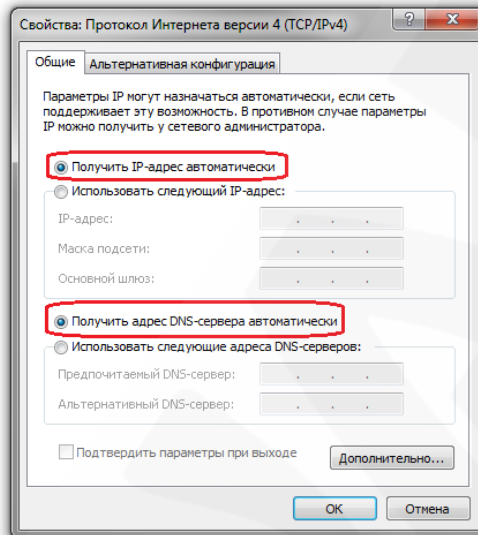 Свойства: Протокол Интернета версии 4 (TCP/IPv4)
Общие
Альтернативная конфигурация
Параметры IP могут назначаться автоматически, если сеть
поддерживает эту возможность. В противном случае параметры
IP можно получить у сетевого администратора.
Получить IP-адрес автоматически
Использовать следующий IP-адрес:
IP-адрес:
Маска подсети:
Основной шлюз:
Получить адрес DNS-сервера автоматически
Использовать следующие адреса DNS-серверов:
Предпочитаемый DNS-сервер:
Альтернативный DNS-сервер:
Подтвердить параметры при выходе
Дополнительно...
ОК
Отмена